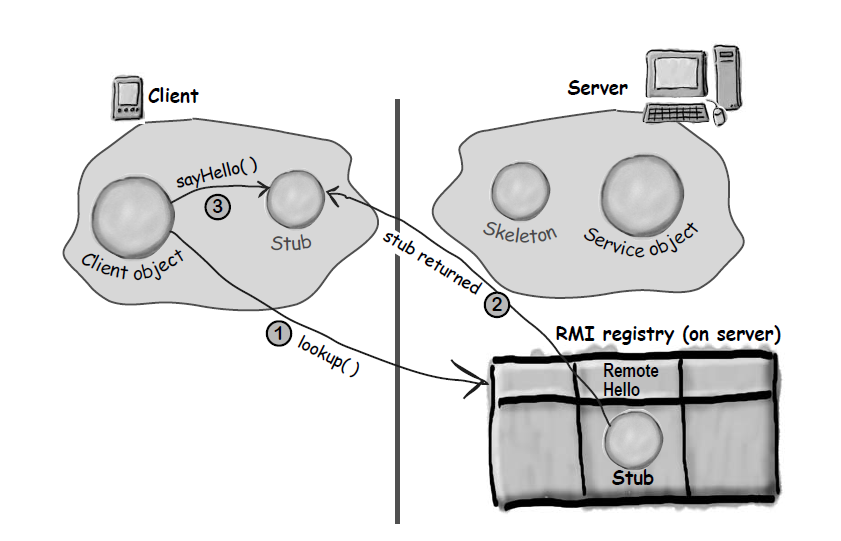 Client
Server
sayHello( )
3
Stub
Client object
Skeleton
Service object
stub returned
2
1
lookup( )
RMI registry (on server)
Remote
Hello
Stub